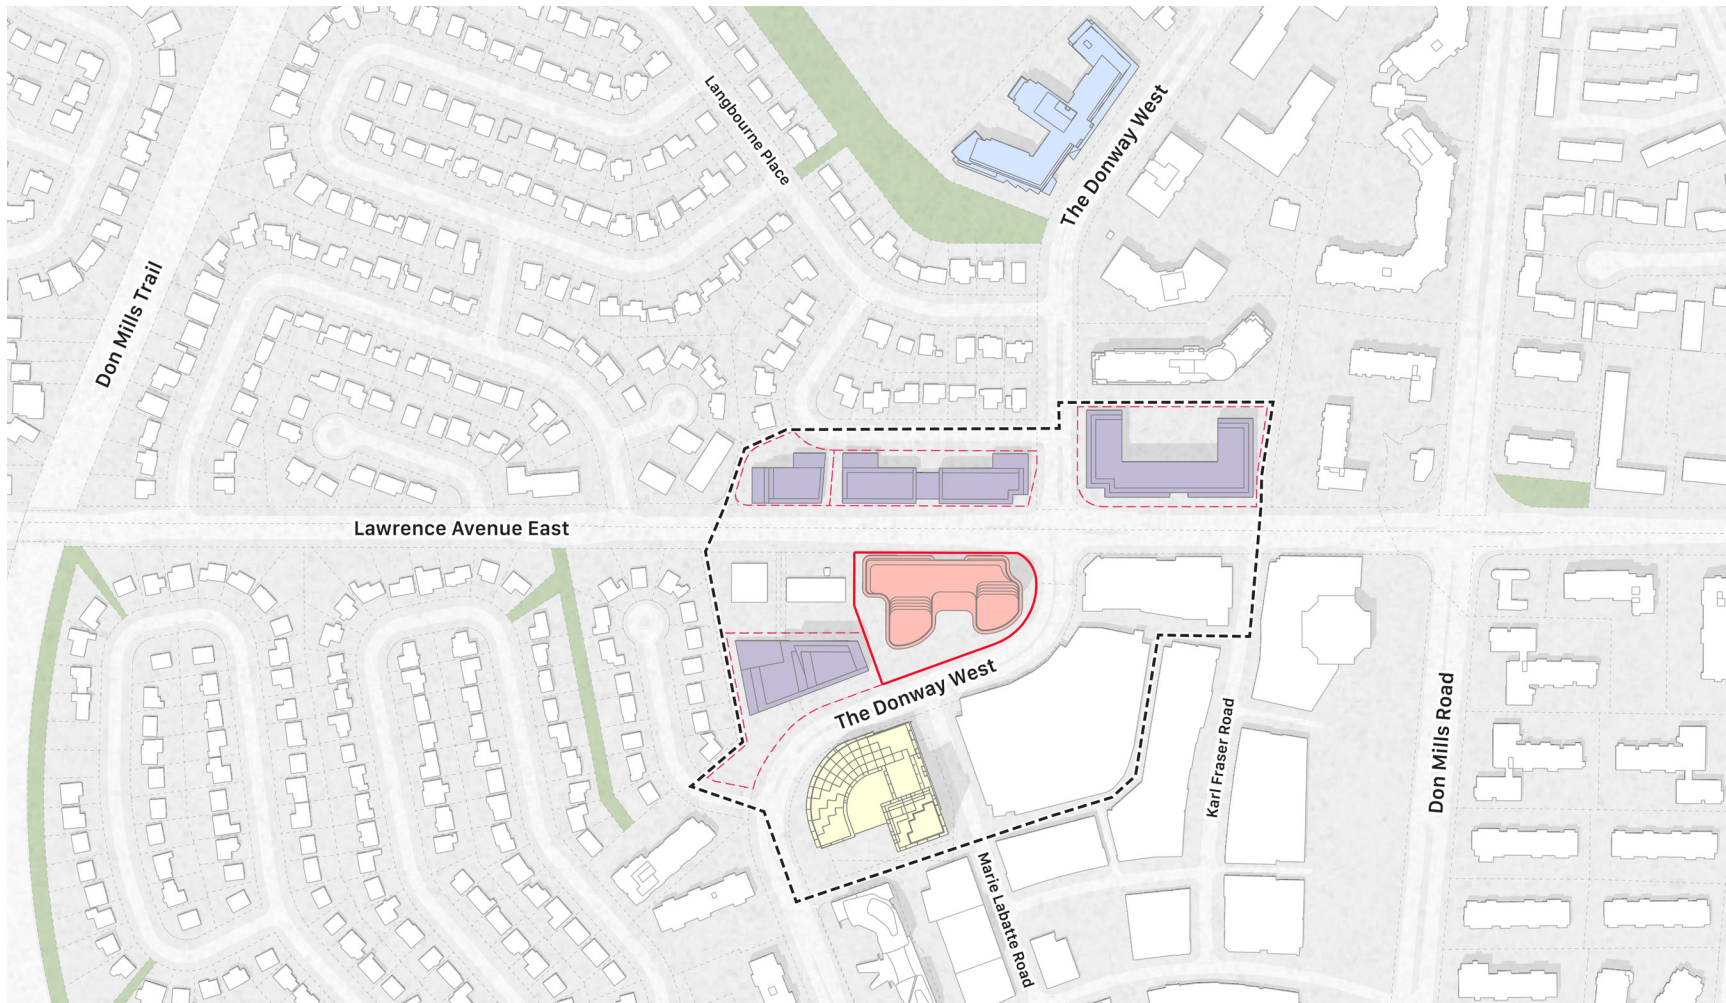 Langbourne Place
The Donway West
Don Mills Trail
Lawrence Avenue East
The Donway West
Karl Fraser Road
Don Mills Road
Marie Labatte Road